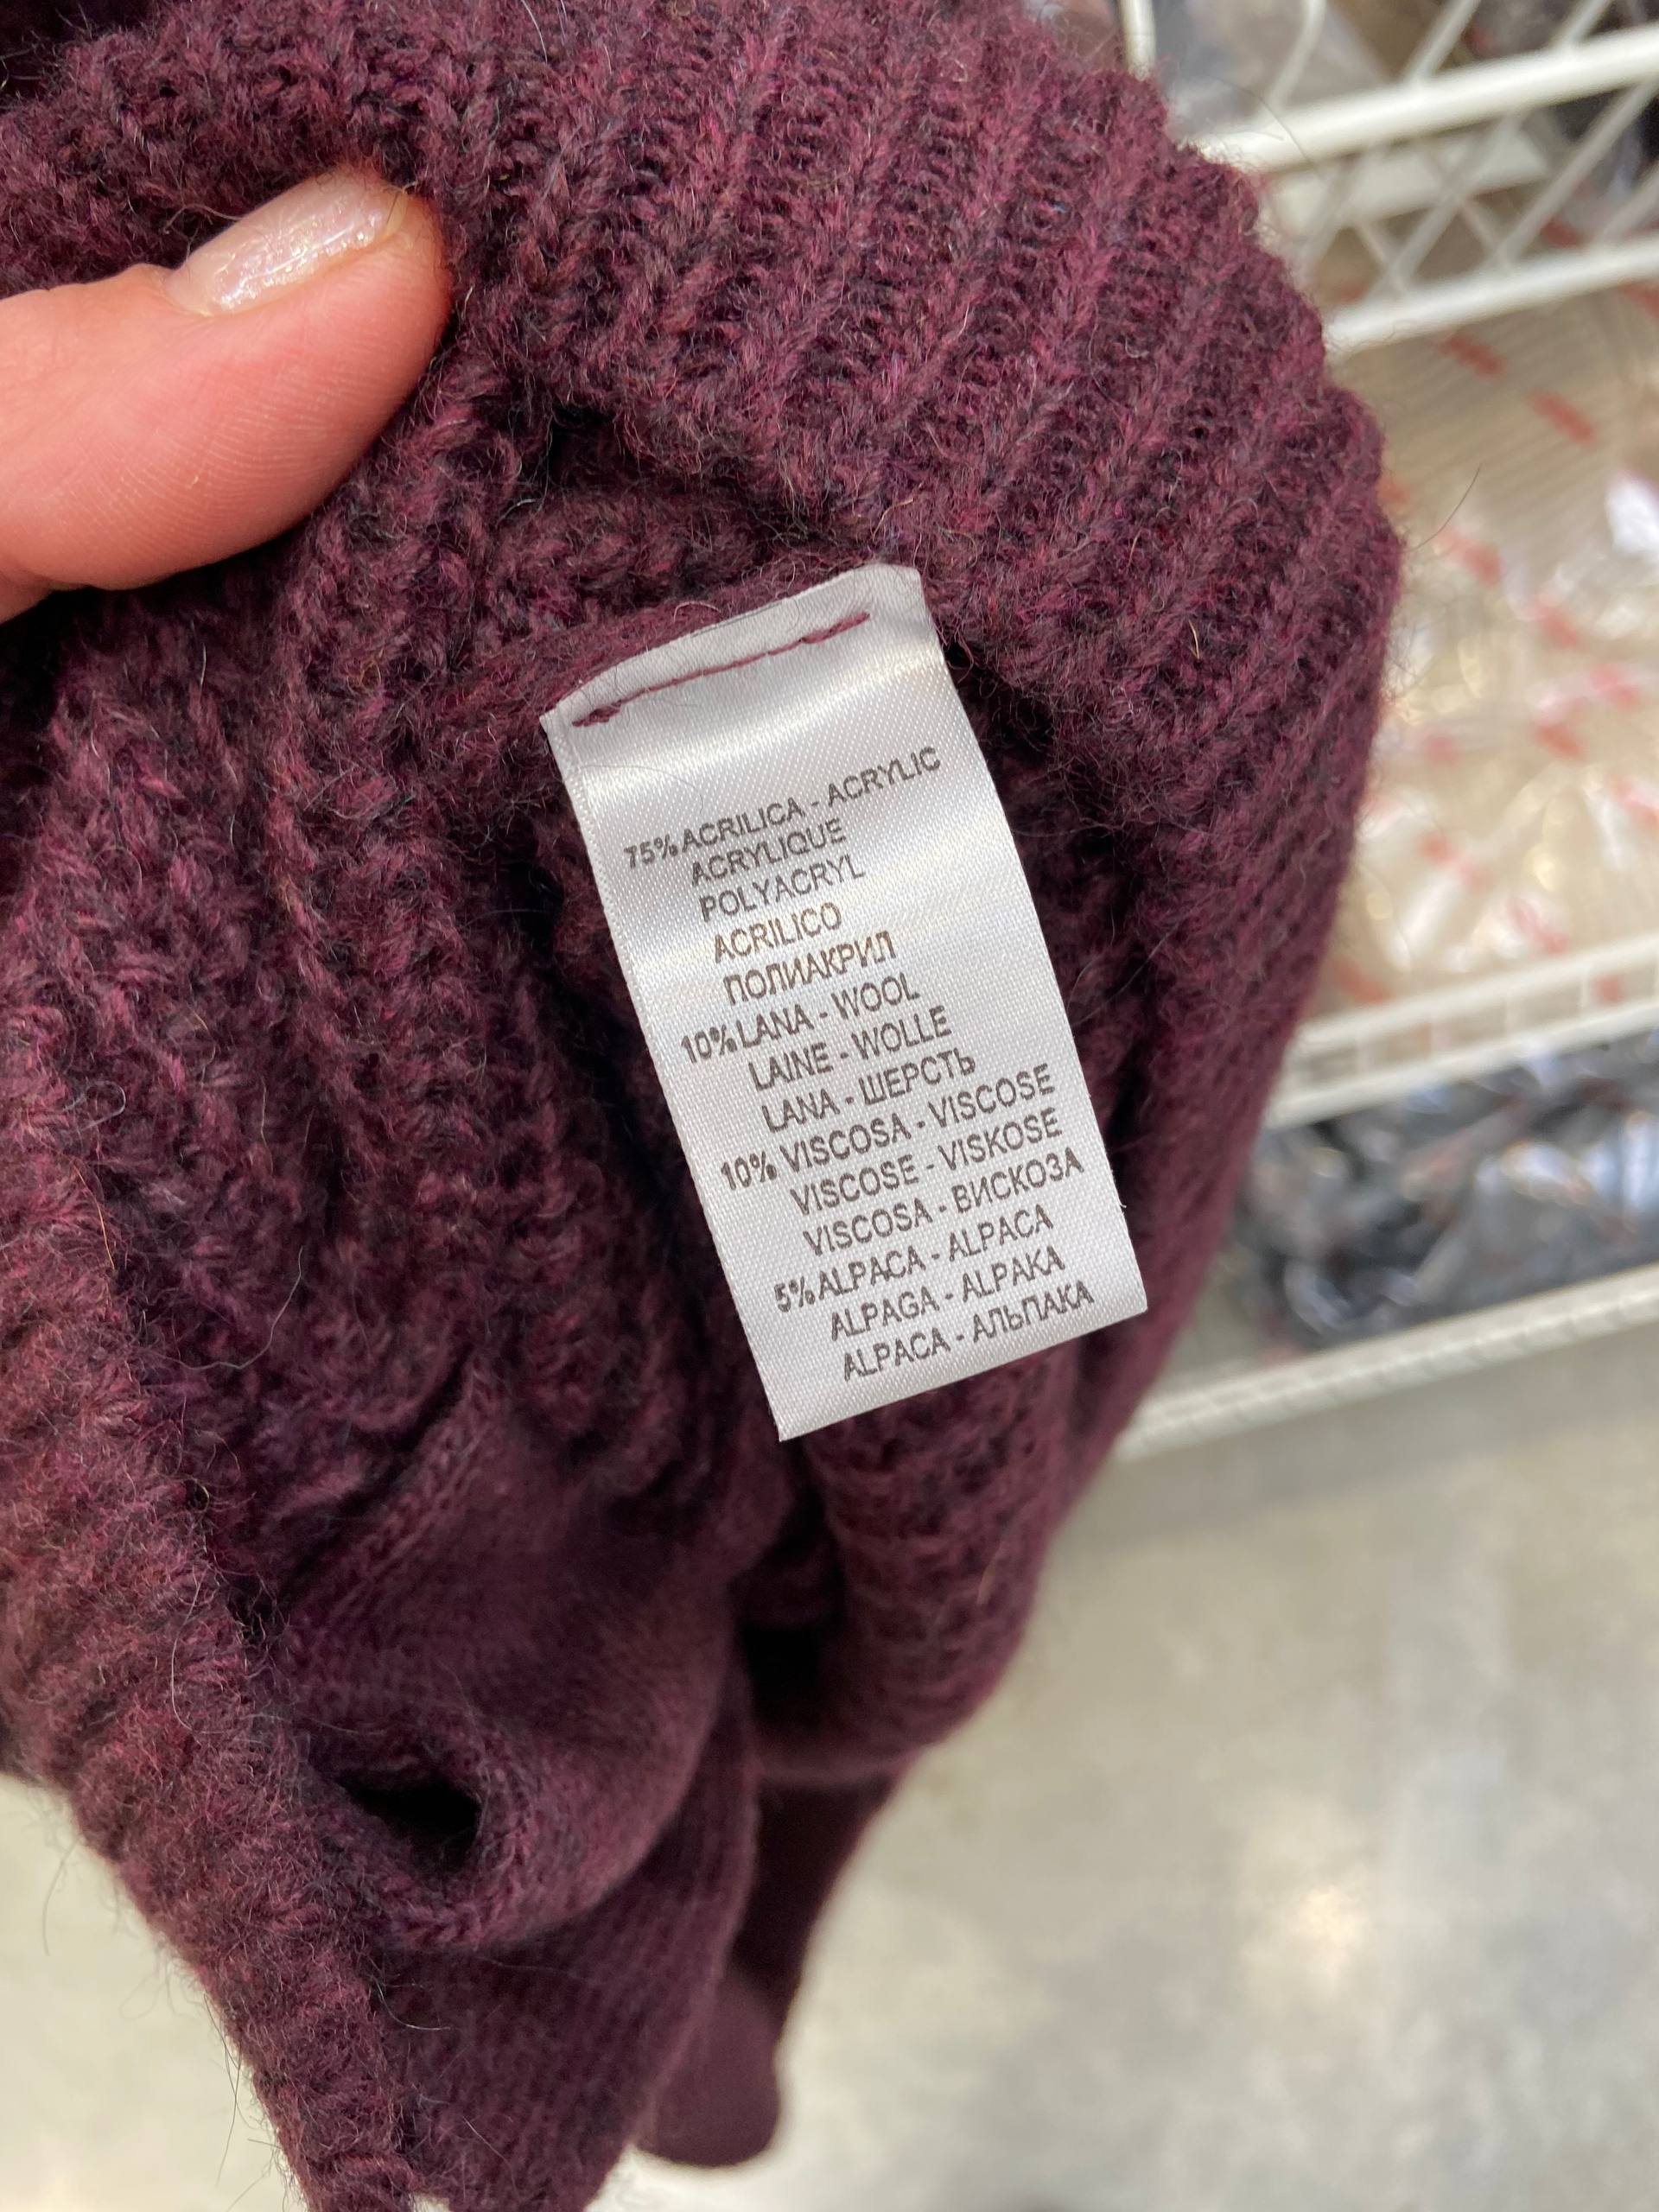 75% ACRILICA - ACRYLIC
ACRYLIQUE
POLYACRYL
ACRILICO
ПОЛИАКРИЛ
10% LANA - WOOL
LAINE - WOLLE
LANA - ШЕРСТЬ
10% VISCOSA - VISCOSE
VISCOSE - VISKOSE
VISCOSA - ВИСКОЗА
5% ALPACA - ALPACA
ALPAGA - ALPAKA
ALPACA - АЛЬПАКА